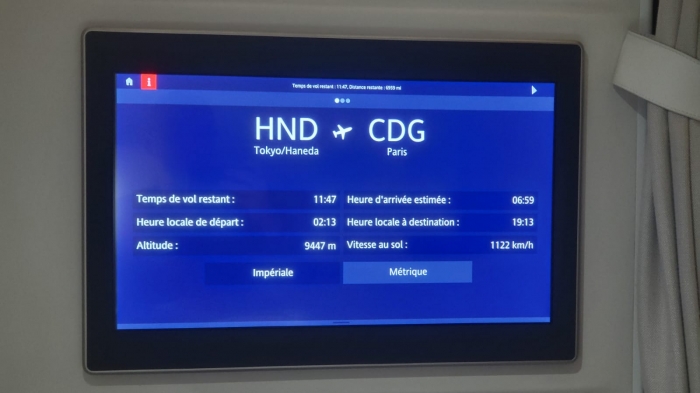 i
Temps de vol restant : 11:47, Distance restante : 6959 mi
HND CDG
Tokyo/Haneda Paris
Temps de vol restant : 11:47 Heure d'arrivée estimée : 06:59
Heure locale de départ : 02:13 Heure locale à destination : 19:13
Altitude : 9447 m Vitesse au sol : 1122 km/h
Impériale Métrique